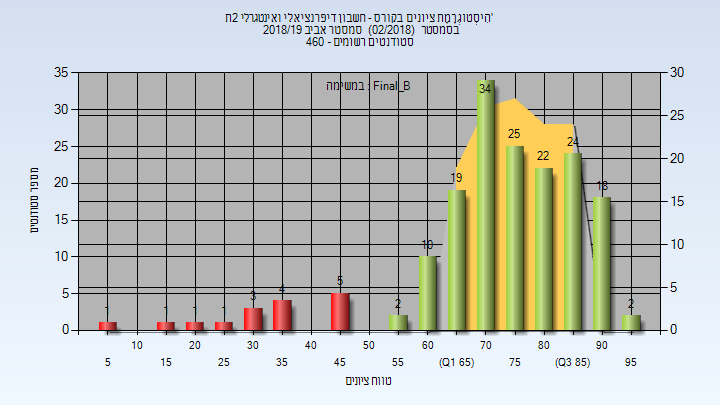 היסטוגרמת ציונים בקורס - חשבון דיפרנציאלי ואינטגרלי 2ת'
בסמסטר (02/2018) סמסטר אביב 2018/19
סטודנטים רשומים - 460
במשימה : Final_B
35 30 25 20 15 10 5 0
מספר סטודנטים
30 25 20 15 10 5 0
1 1 1 1 3 4 5 2 10 19 34 25 22 24 18 2
10 20 30 40 50 60 70 80 90
5 15 25 35 45 55 (Q1 65) 75 (Q3 85) 95
טווח ציונים